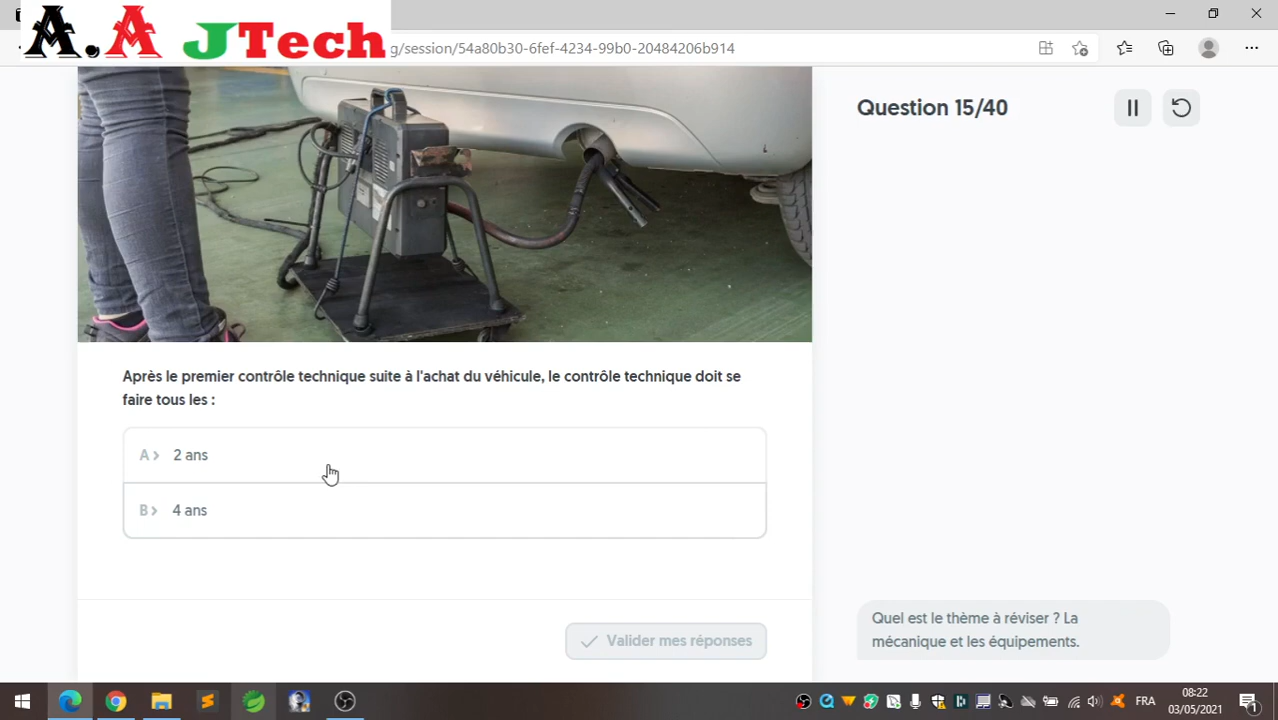 A.A JTech
g/session/54a80b30-6fef-4234-99b0-20484206b914
Question 15/40
Après le premier contrôle technique suite à l'achat du véhicule, le contrôle technique doit se
faire tous les :
A 2 ans
B 4 ans
Valider mes réponses
Quel est le thème à réviser ? La
mécanique et les équipements.
FRA
08:22
03/05/2021
1